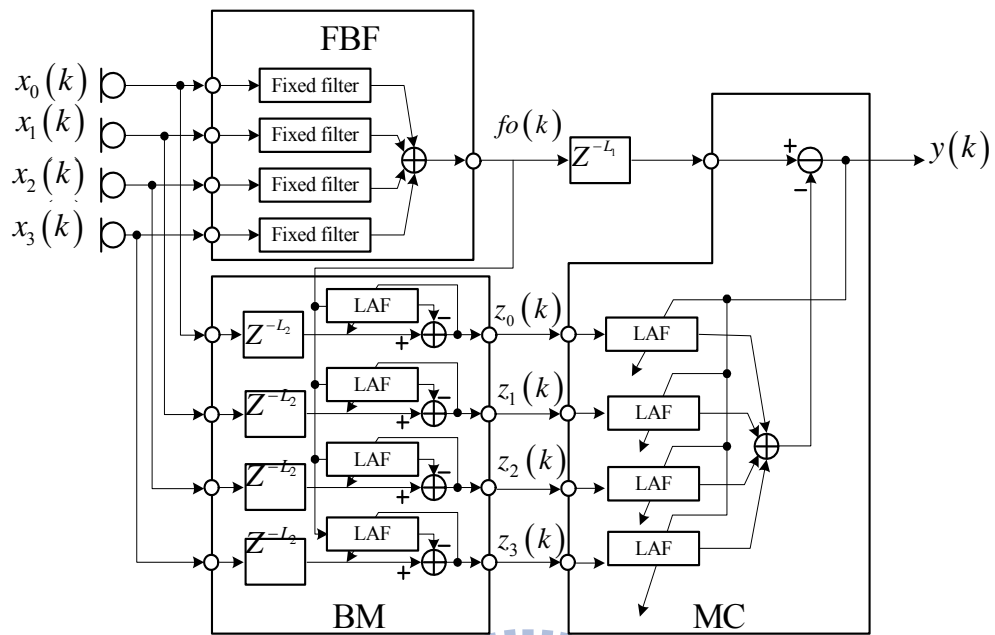 FBF
x₀(k)
Fixed filter
x₁(k)
Fixed filter
fo(k)
Z^{-L₁}
+
−
y(k)
x₂(k)
Fixed filter
x₃(k)
Fixed filter
LAF
−
z₀(k)
Z^{-L₂}
+
LAF
LAF
−
z₁(k)
Z^{-L₂}
+
LAF
LAF
−
z₂(k)
Z^{-L₂}
+
LAF
LAF
−
z₃(k)
Z^{-L₂}
+
LAF
BM
MC